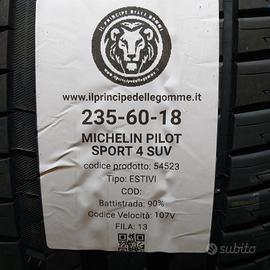 IL PRINCIPE DELLE GOMME
www.ilprincipedellegomme.it
235-60-18
MICHELIN PILOT
SPORT 4 SUV
codice prodotto: 54523
Tipo: ESTIVI
COD:
Battistrada: 90%
Codice Velocità: 107V
FILA: 13
subito